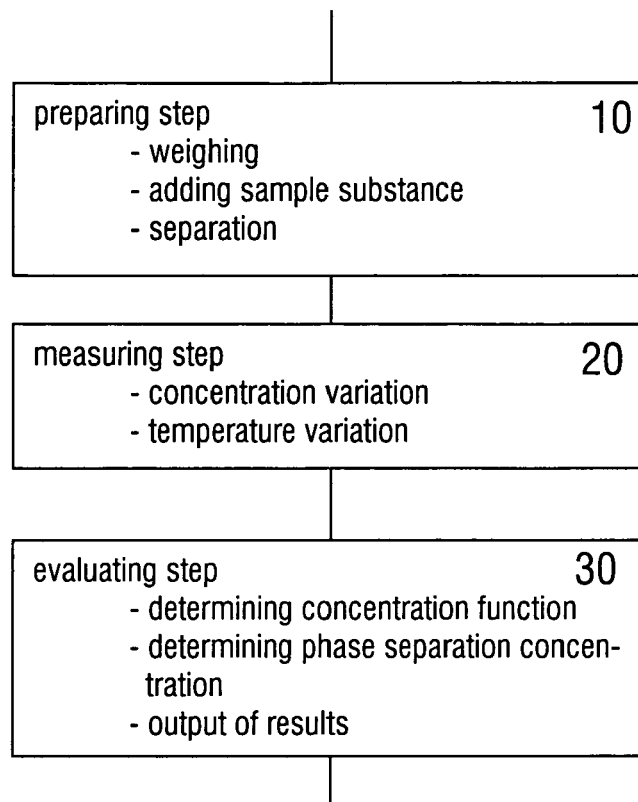 preparing step 10
- weighing
- adding sample substance
- separation
measuring step 20
- concentration variation
- temperature variation
evaluating step 30
- determining concentration function
- determining phase separation concen-
tration
- output of results